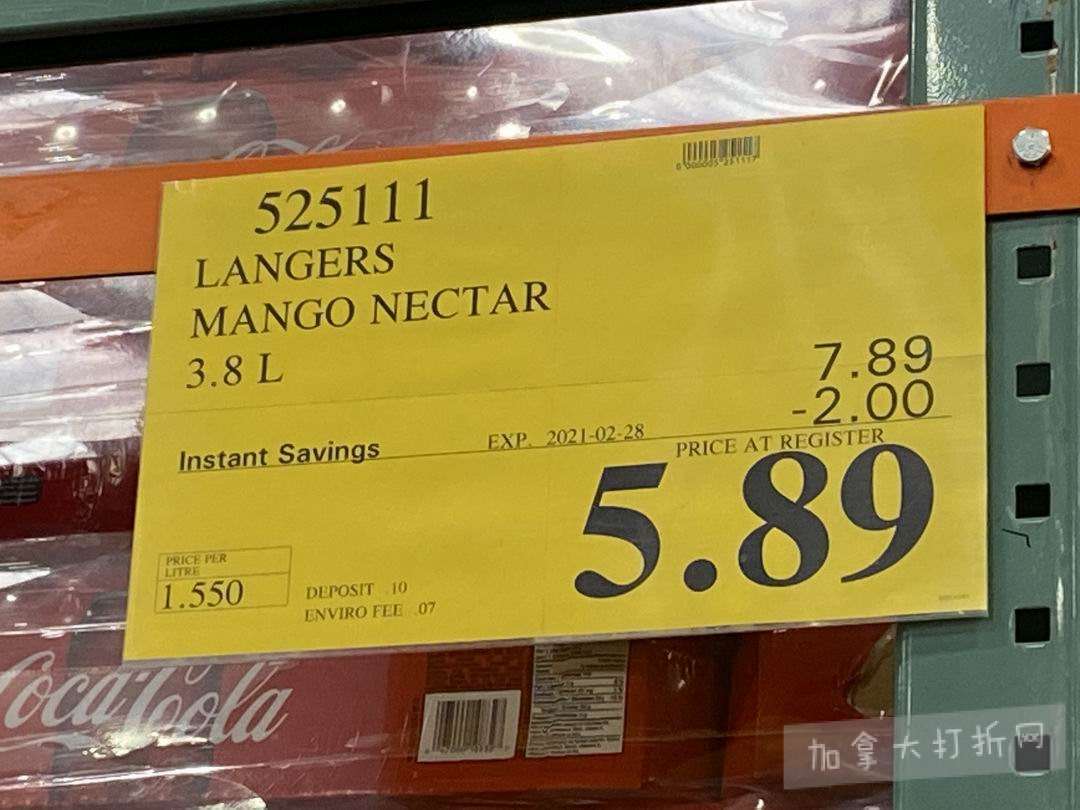 525111
LANGERS
MANGO NECTAR
3.8 L
7.89
-2.00
Instant Savings
EXP. 2021-02-28
PRICE AT REGISTER
5.89
PRICE PER
LITRE
1.550
DEPOSIT .10
ENVIRO FEE .07
Coca-Cola
加拿大打折网